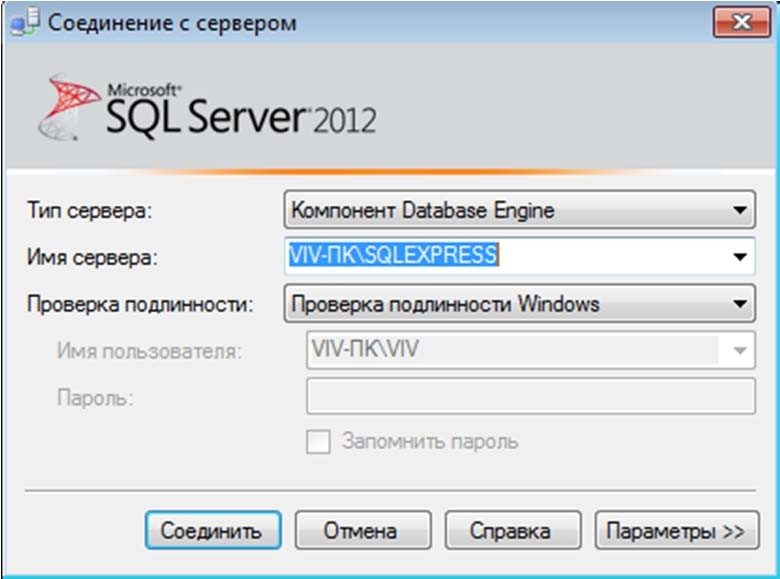 Соединение с сервером
Microsoft®
SQL Server® 2012
Тип сервера: Компонент Database Engine
Имя сервера: VIV-ПК\SQLEXPRESS
Проверка подлинности: Проверка подлинности Windows
Имя пользователя: VIV-ПК\VIV
Пароль:
Запомнить пароль
Соединить Отмена Справка Параметры >>